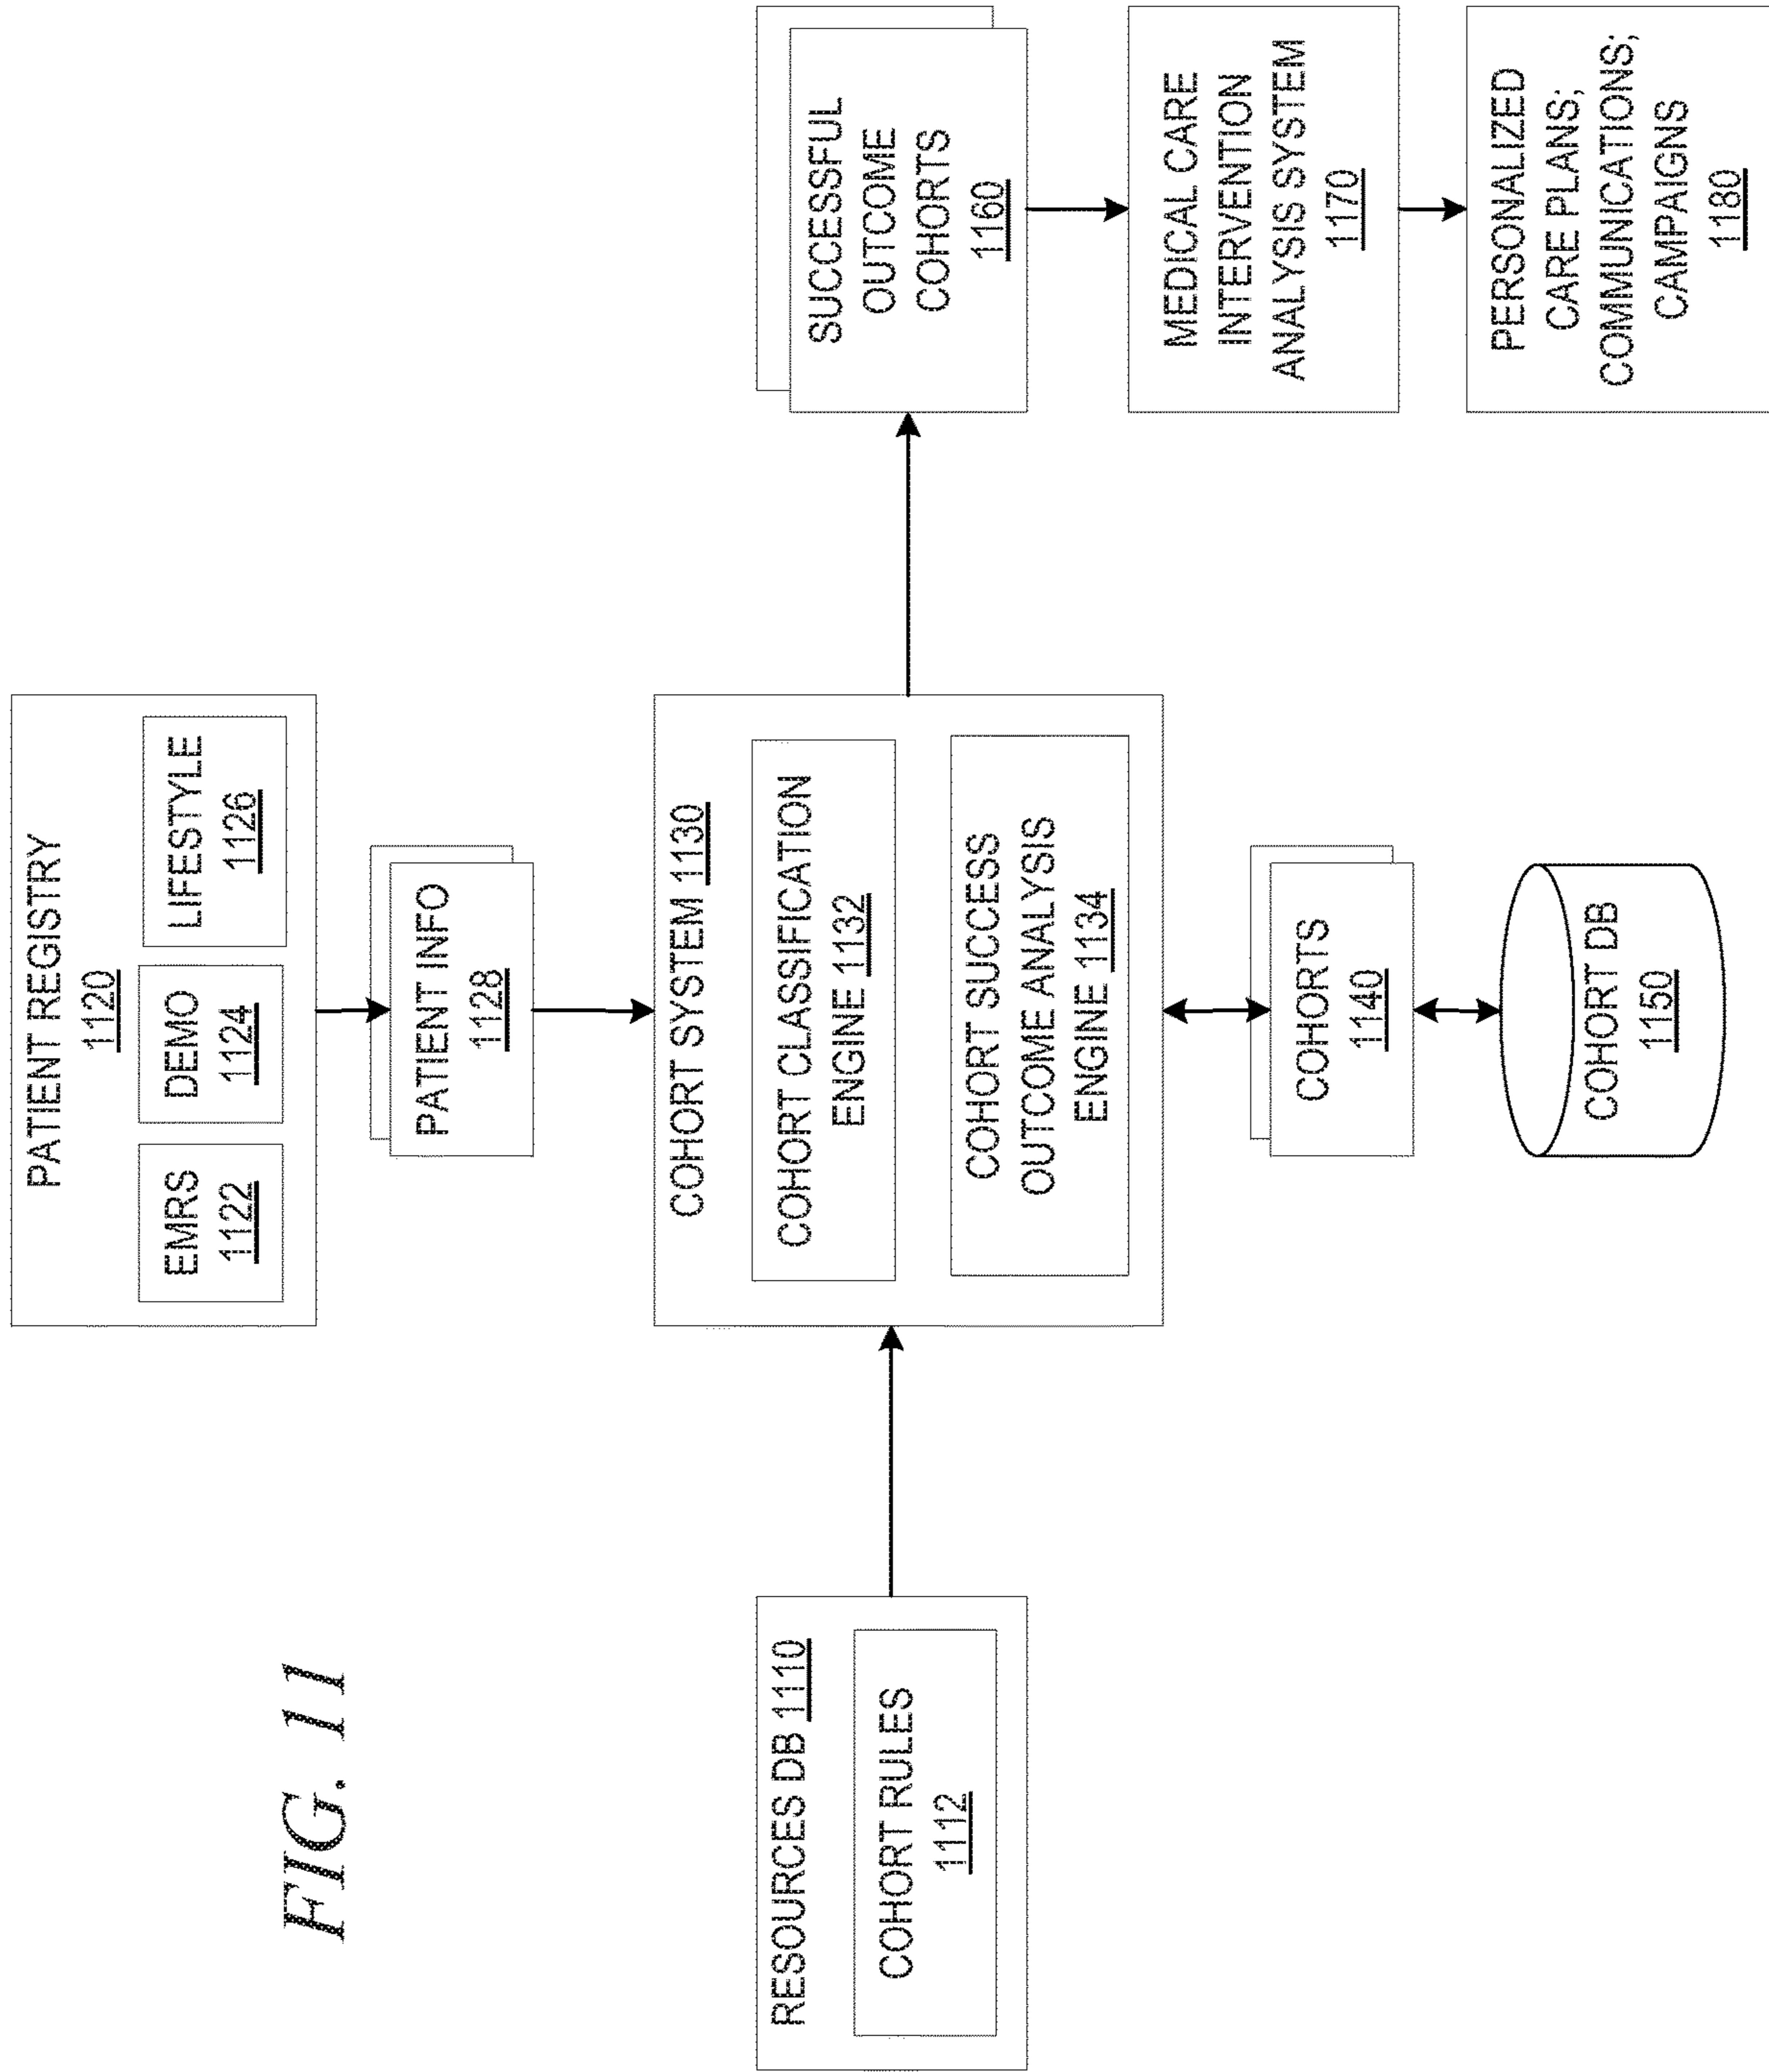 FIG. 11
RESOURCES DB 1110
COHORT RULES
1112
PATIENT REGISTRY
1120
EMRS
1122
DEMO
1124
LIFESTYLE
1126
PATIENT INFO
1128
COHORT SYSTEM 1130
COHORT CLASSIFICATION
ENGINE 1132
COHORT SUCCESS
OUTCOME ANALYSIS
ENGINE 1134
COHORTS
1140
COHORT DB
1150
SUCCESSFUL
OUTCOME
COHORTS
1160
MEDICAL CARE
INTERVENTION
ANALYSIS SYSTEM
1170
PERSONALIZED
CARE PLANS;
COMMUNICATIONS;
CAMPAIGNS
1180